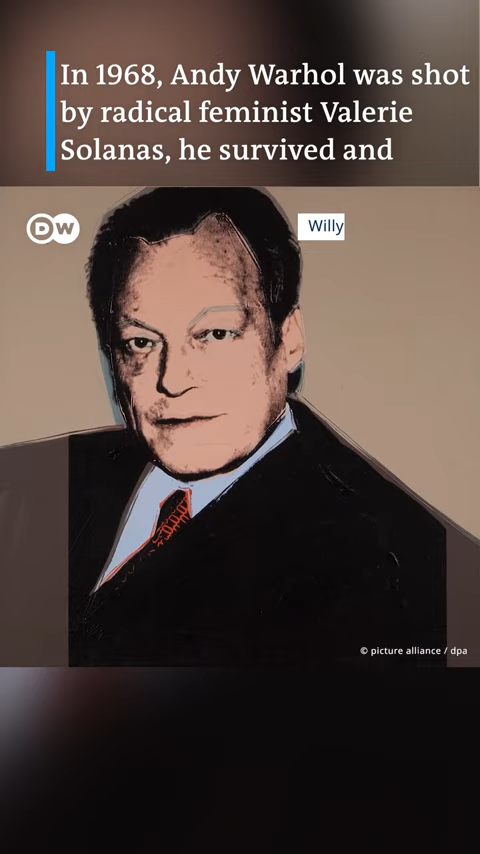 In 1968, Andy Warhol was shot
by radical feminist Valerie
Solanas, he survived and
DW
Willy
© picture alliance / dpa